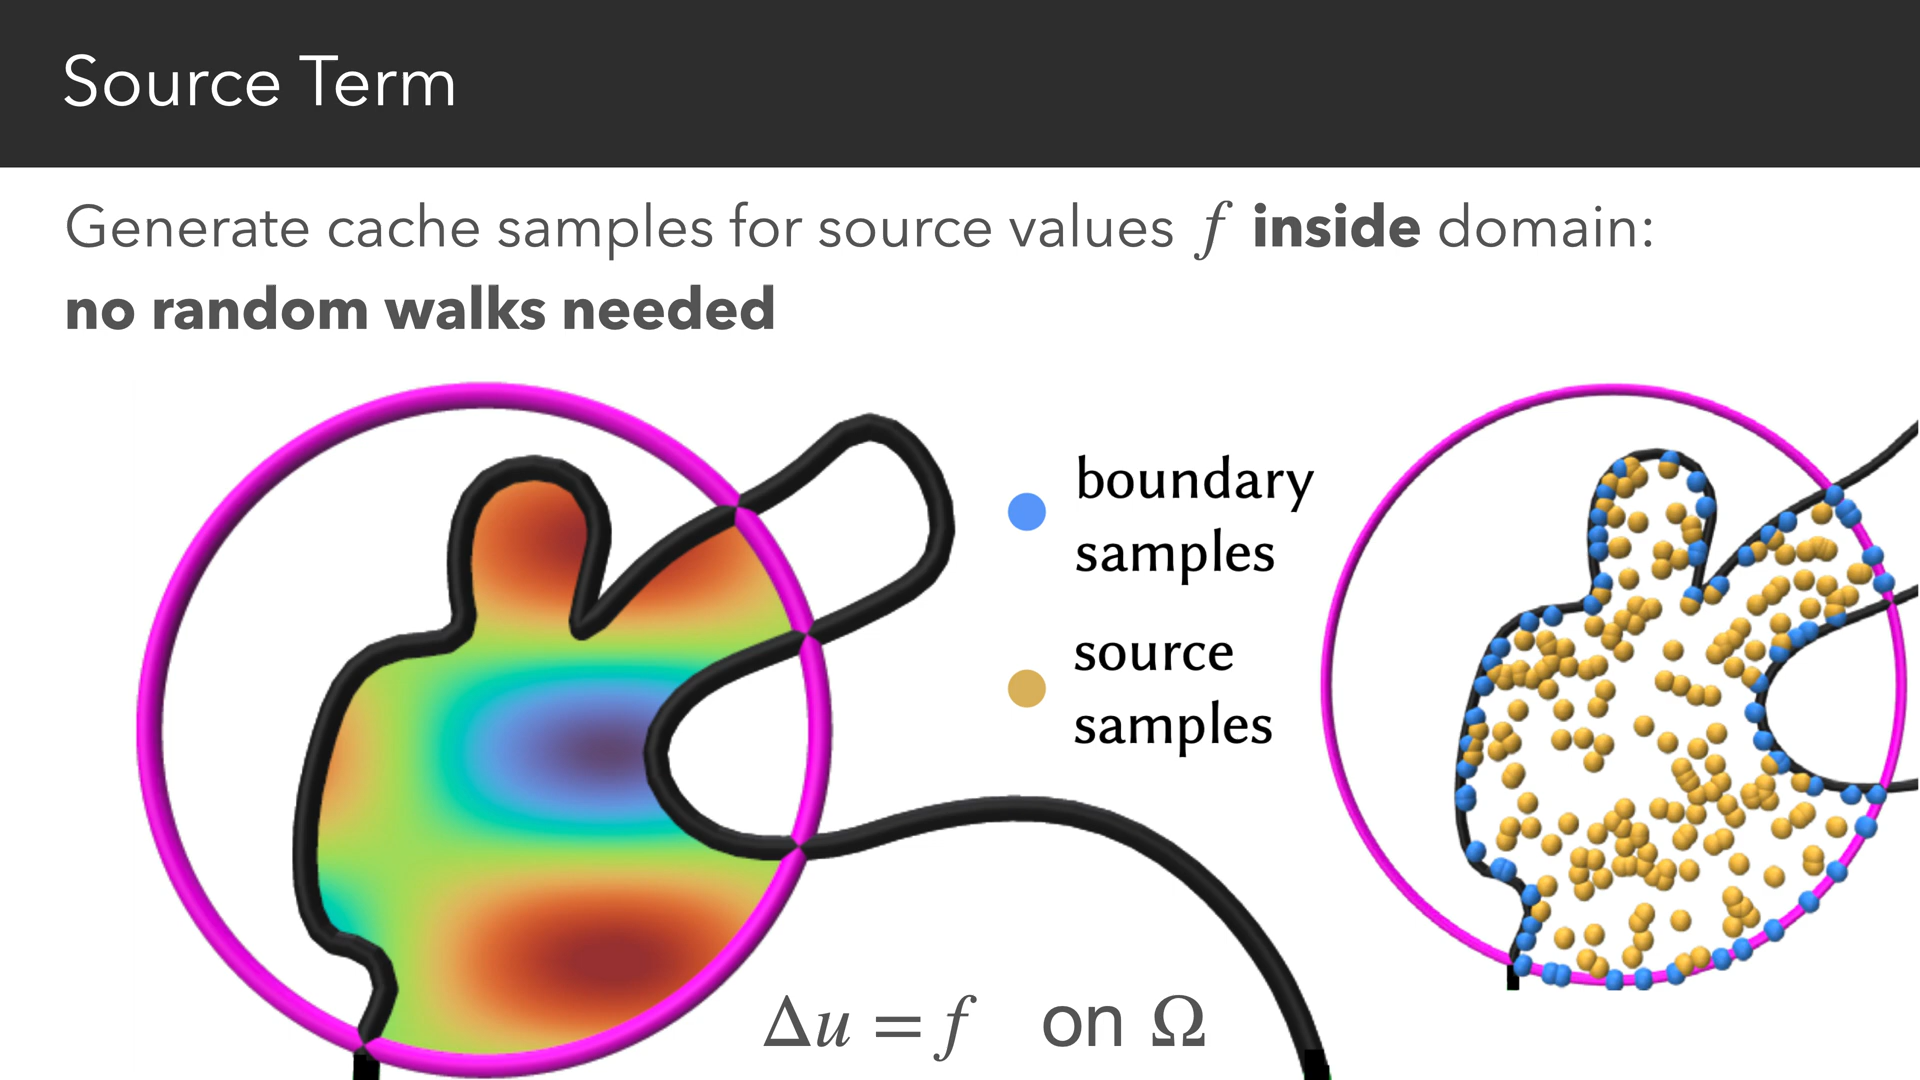 Source Term
Generate cache samples for source values f inside domain:
no random walks needed
boundary
samples
source
samples
Δu = f on Ω